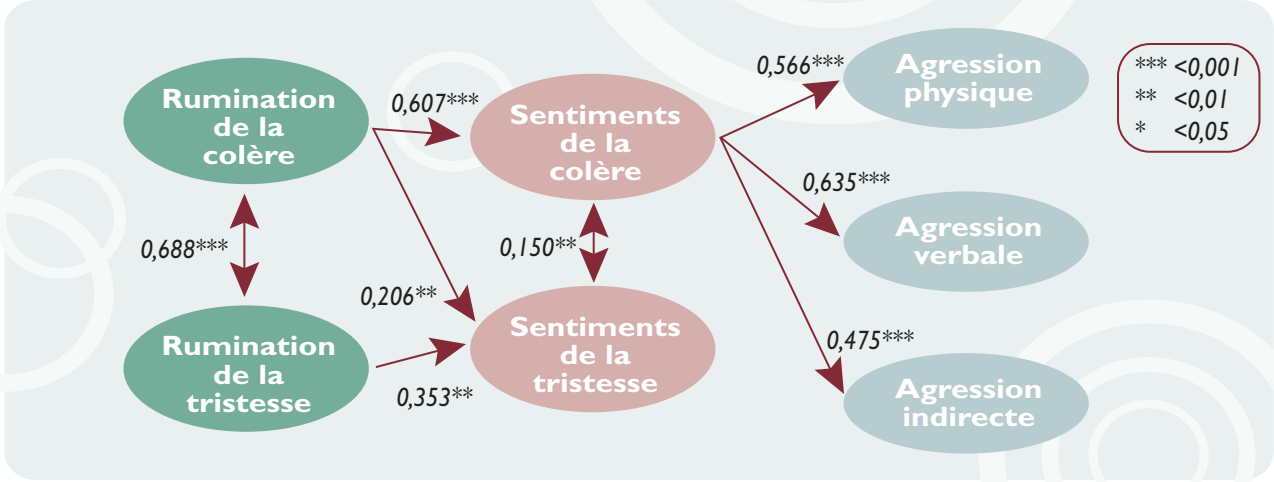 Rumination
de la
colère
0,688***
Rumination
de la
tristesse
0,607***
0,206**
0,353**
Sentiments
de la
colère
0,150**
Sentiments
de la
tristesse
0,566***
0,635***
0,475***
Agression
physique
Agression
verbale
Agression
indirecte
*** <0,001
** <0,01
* <0,05